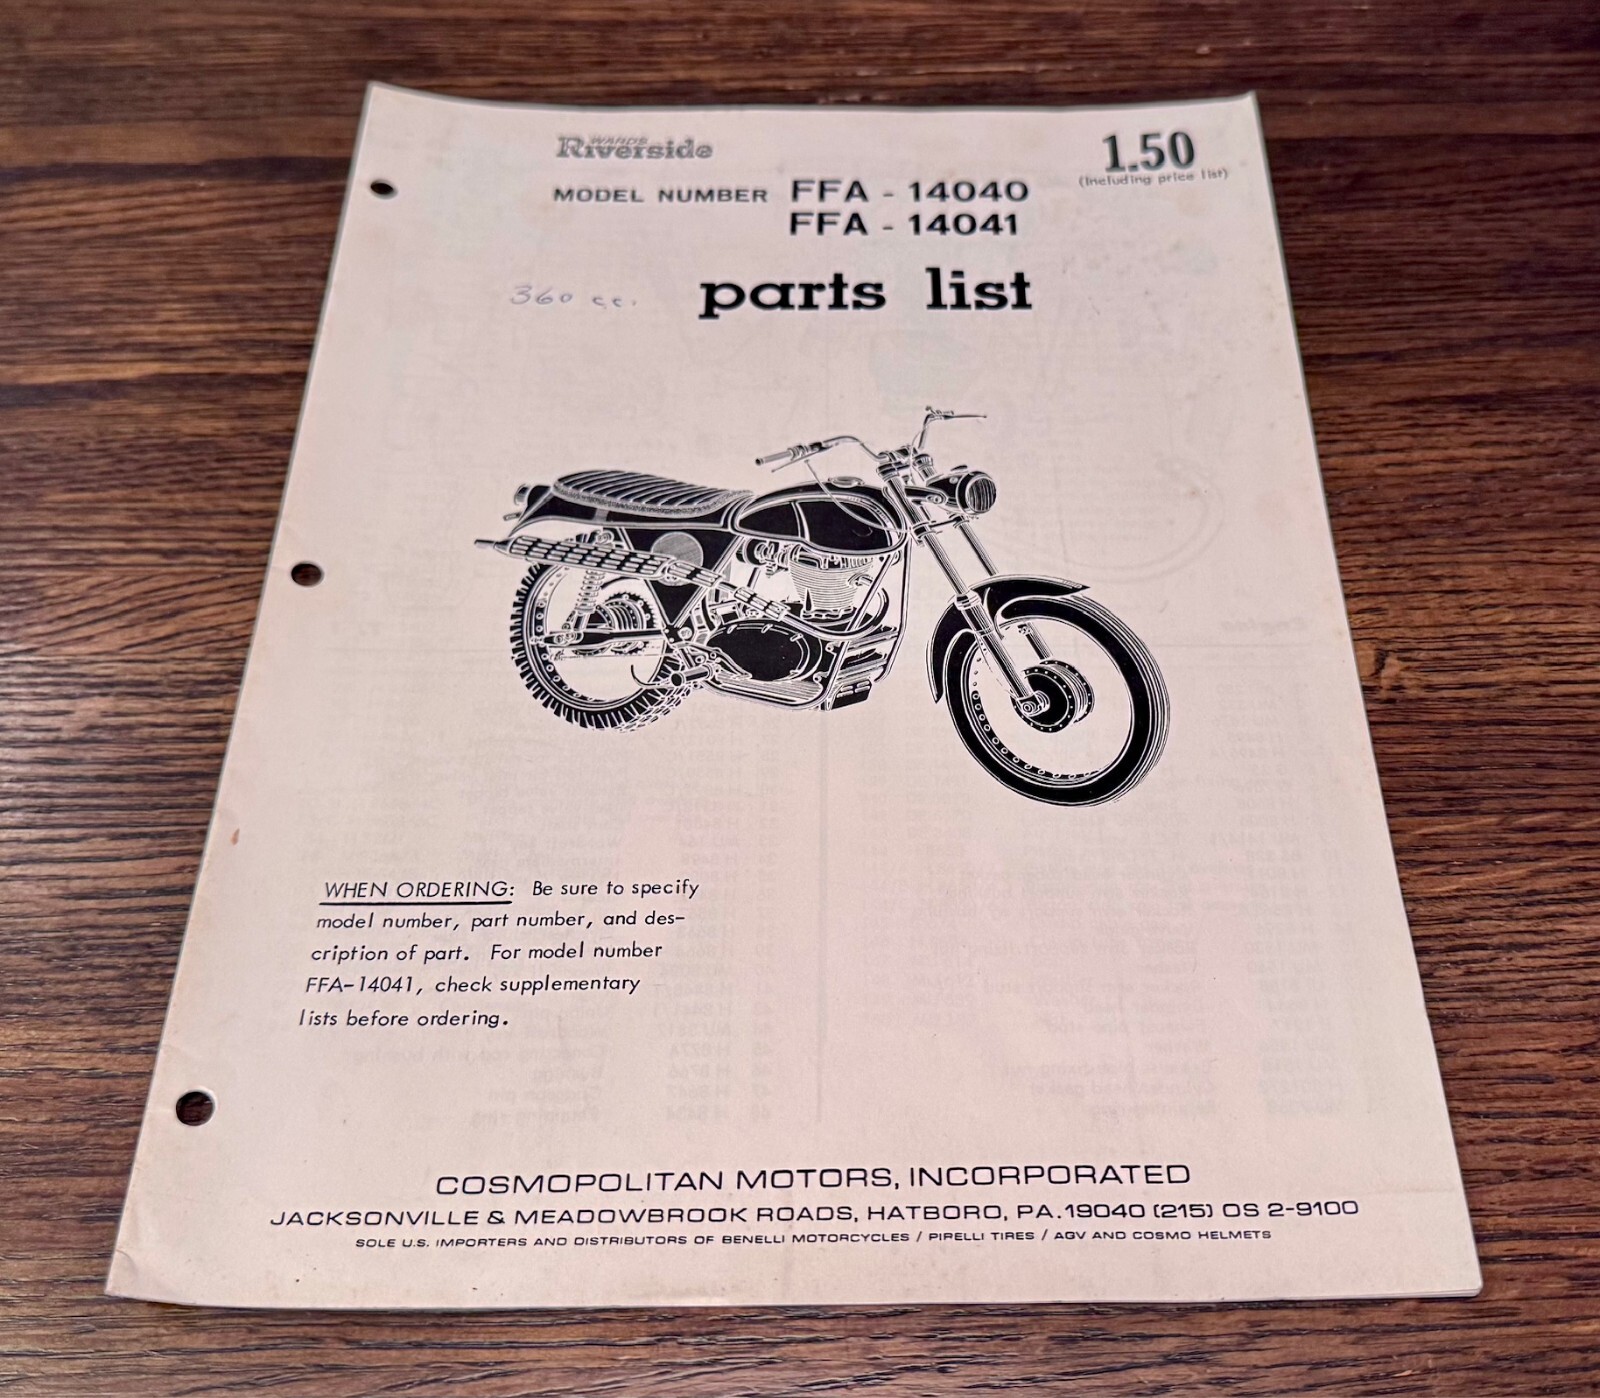 WARDS
Riverside
1.50
(Including price list)
MODEL NUMBER FFA - 14040
FFA - 14041
360 c.c.
parts list
WHEN ORDERING: Be sure to specify
model number, part number, and des-
cription of part. For model number
FFA-14041, check supplementary
lists before ordering.
COSMOPOLITAN MOTORS, INCORPORATED
JACKSONVILLE & MEADOWBROOK ROADS, HATBORO, PA.19040 (215) OS 2-9100
SOLE U.S. IMPORTERS AND DISTRIBUTORS OF BENELLI MOTORCYCLES / PIRELLI TIRES / AGV AND COSMO HELMETS